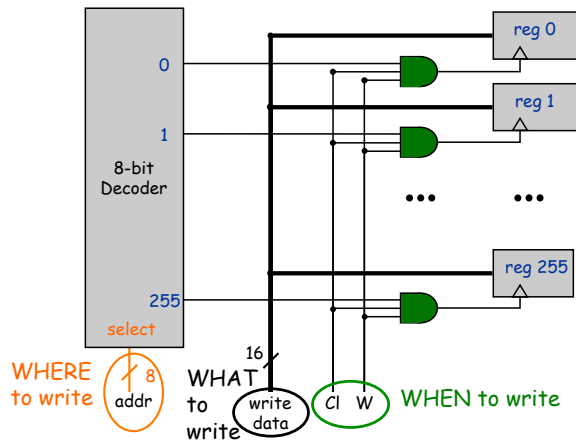 reg 0
0
reg 1
1
8-bit
Decoder
•••
•••
reg 255
255
select
16
WHERE
to write
8
addr
WHAT
to
write
write
data
Cl
W
WHEN to write